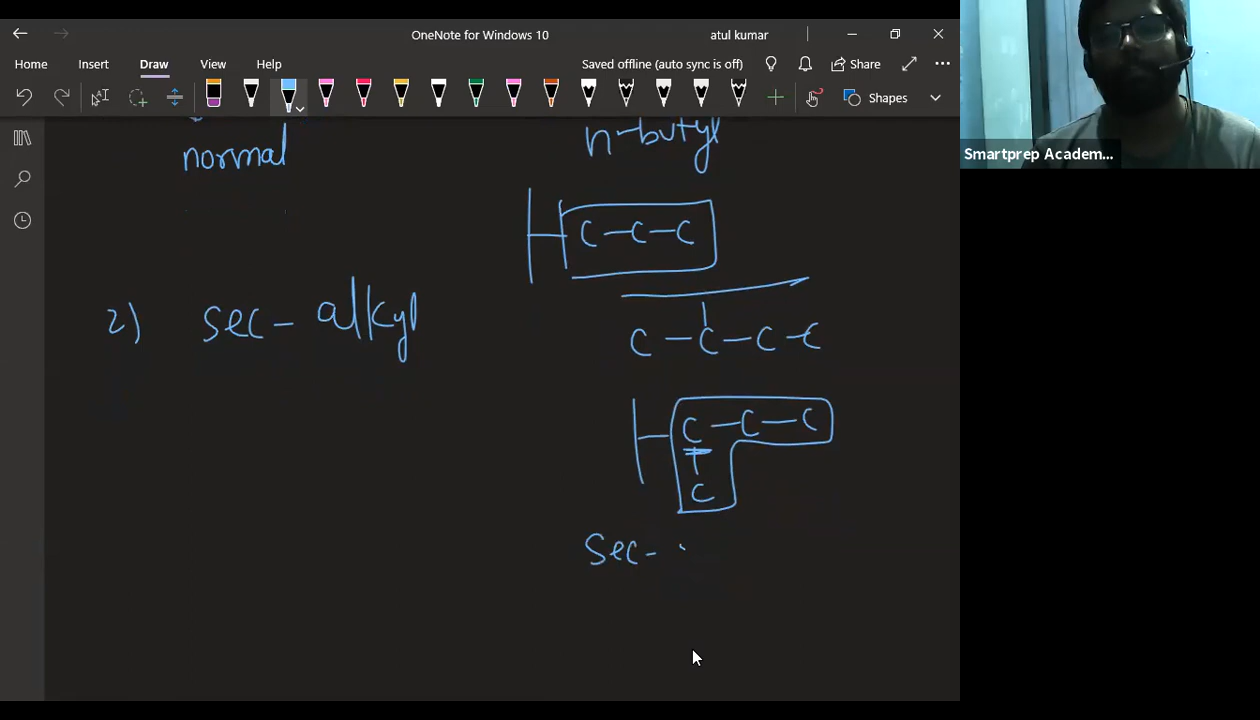 OneNote for Windows 10
atul kumar
Home Insert Draw View Help
Saved offline (auto sync is off)
Share
Shapes
Smartprep Academ...
normal
n-butyl
C-C-C
2) sec- alkyl
C-C-C-C
C-C-C
C
Sec-